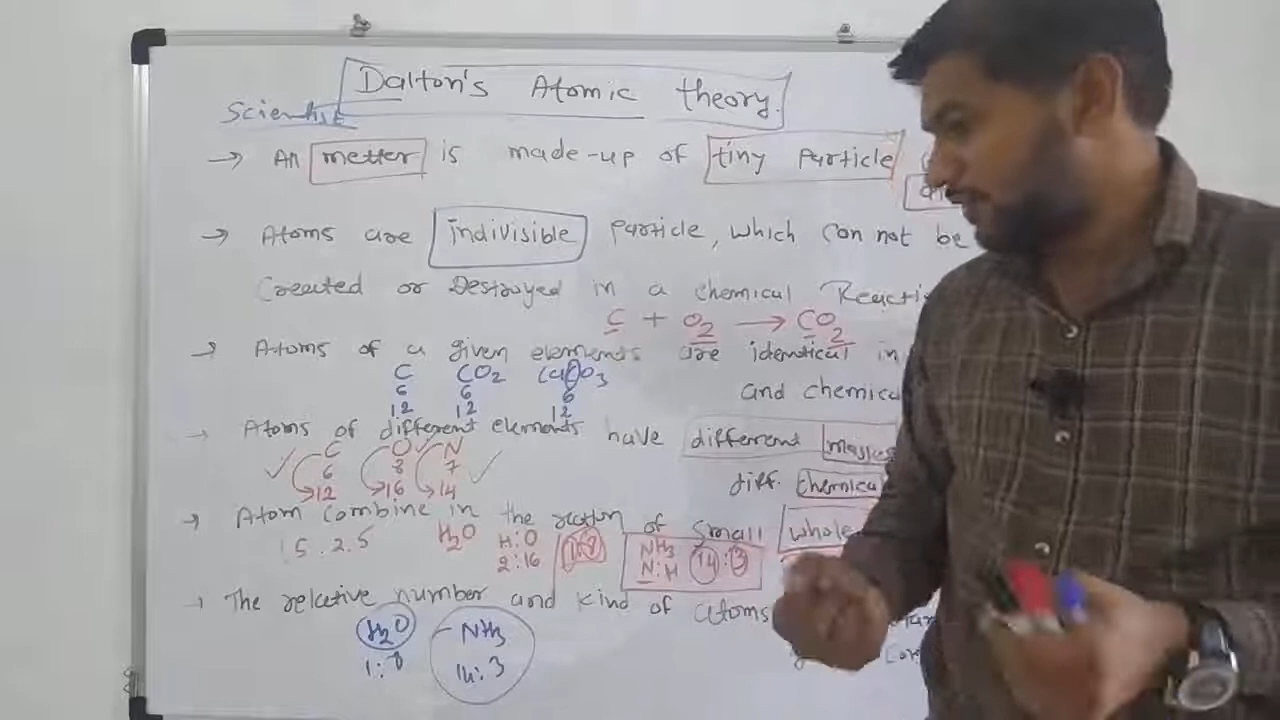 Dalton's Atomic theory.
Scientist
→ All metter is made-up of tiny Particle
→ Atoms are indivisible Particle, which can not be
Created or Destroyed in a chemical Reacti
C + O2 → CO2
→ Atoms of a given elements are identical in
C CO2 CaCO3
6 6 6
12 12 12
and chemica
→ Atoms of different elements have different masses
✓ C O ✓ N ✓
6 8 7
12 16 14
diff. chemical
→ Atom combine in the ration of Small whole
1 5 . 2.5 H2O H:O 1:8 NH3 14:3
2:16 N:H
→ The relative number and kind of atoms
H2O - NH3
1:8 14:3